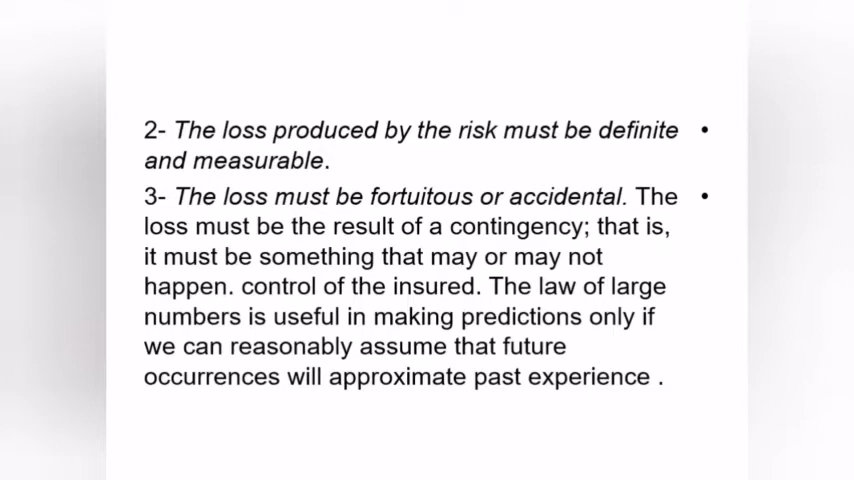 2- The loss produced by the risk must be definite •
and measurable.
3- The loss must be fortuitous or accidental. The •
loss must be the result of a contingency; that is,
it must be something that may or may not
happen. control of the insured. The law of large
numbers is useful in making predictions only if
we can reasonably assume that future
occurrences will approximate past experience .